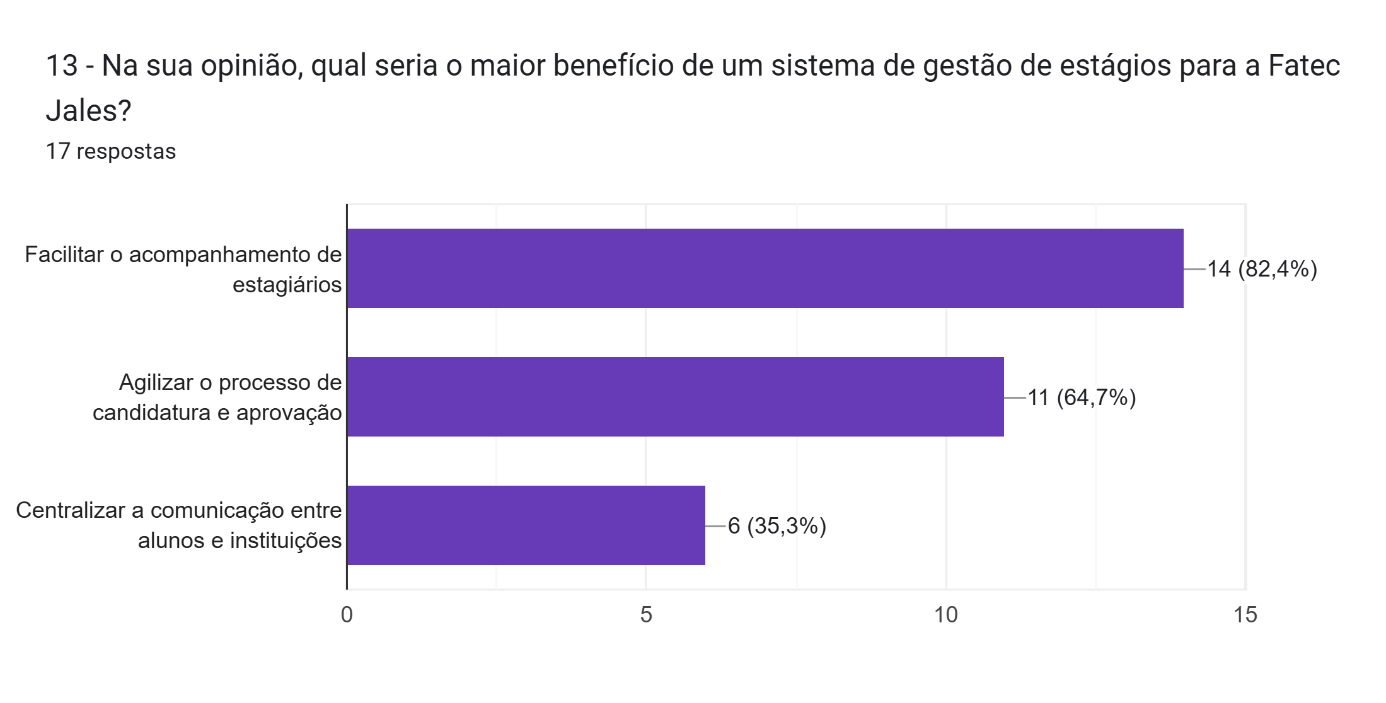 13 - Na sua opinião, qual seria o maior benefício de um sistema de gestão de estágios para a Fatec
Jales?
17 respostas
Facilitar o acompanhamento de
estagiários
14 (82,4%)
Agilizar o processo de
candidatura e aprovação
11 (64,7%)
Centralizar a comunicação entre
alunos e instituições
6 (35,3%)
0
5
10
15